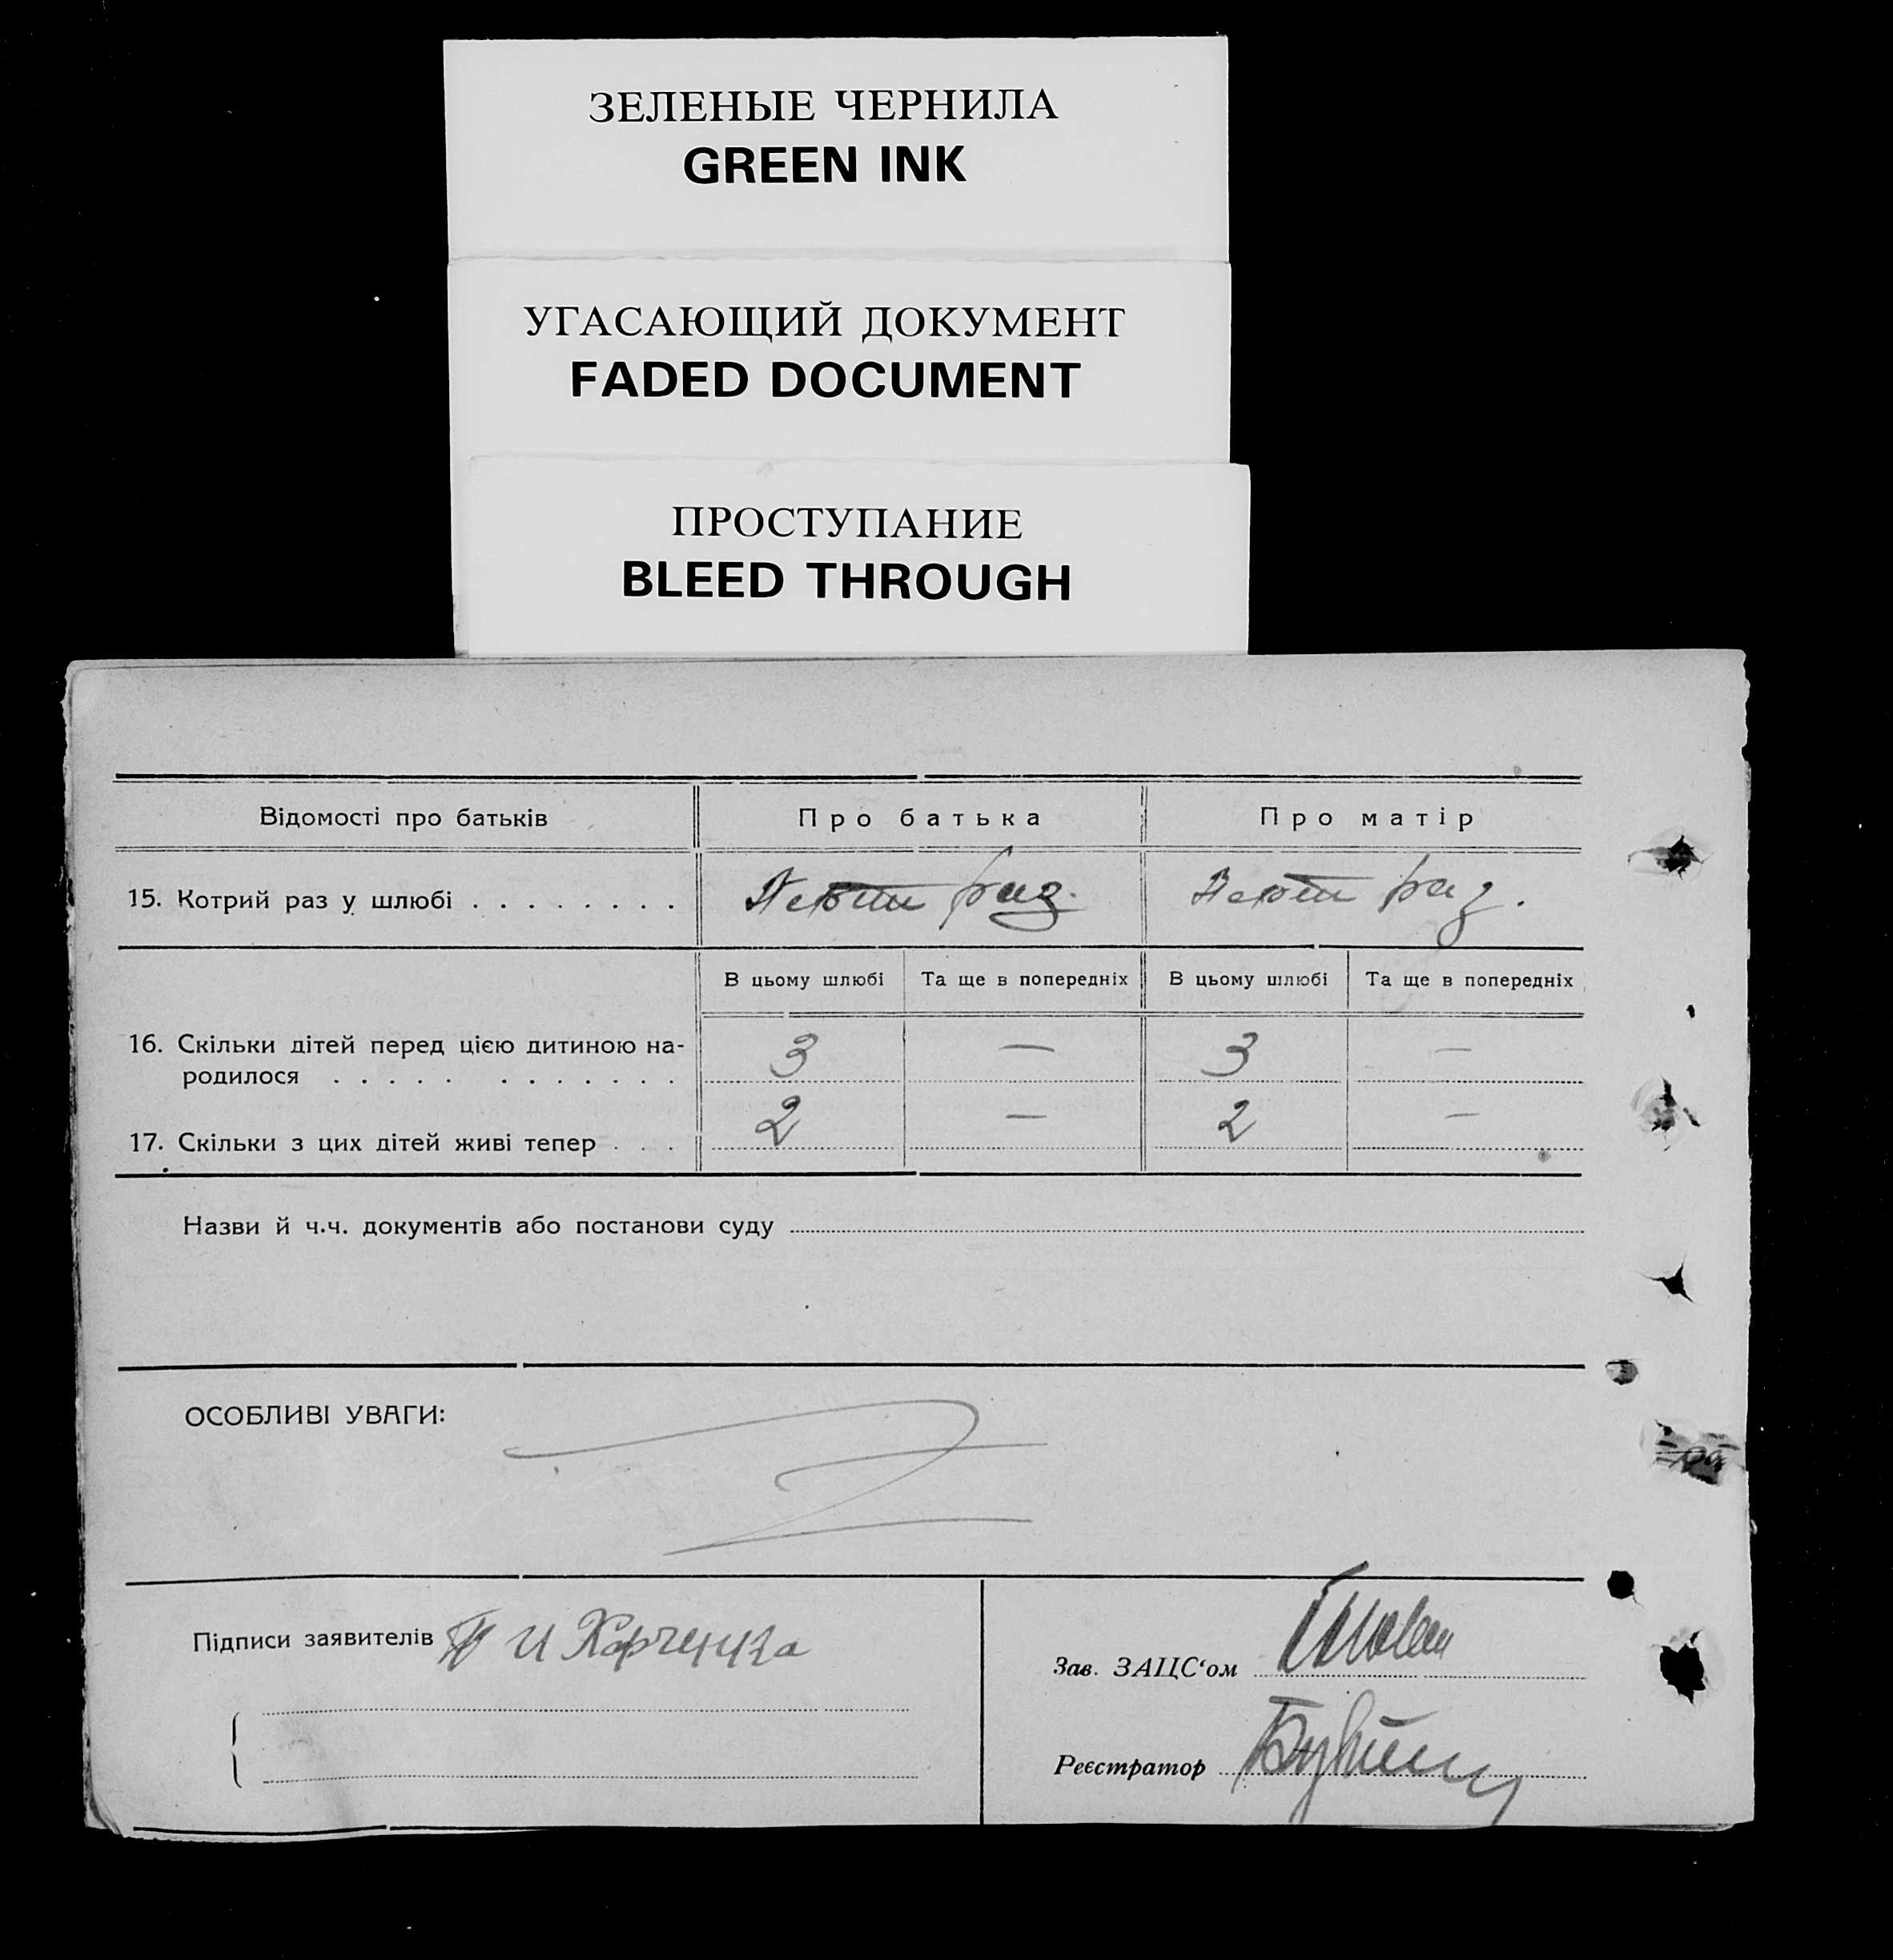 ЗЕЛЕНЫЕ ЧЕРНИЛА
GREEN INK
УГАСАЮЩИЙ ДОКУМЕНТ
FADED DOCUMENT
ПРОСТУПАНИЕ
BLEED THROUGH
Відомості про батьків Про батька Про матір
15. Котрий раз у шлюбі . . . . . . . . раз. раз.
В цьому шлюбі Та ще в попередніх В цьому шлюбі Та ще в попередніх
16. Скільки дітей перед цією дитиною на-
родилося . . . . . . . . . . . . 3 — 3 —
17. Скільки з цих дітей живі тепер . . . 2 — 2 —
Назви й ч.ч. документів або постанови суду
ОСОБЛИВІ УВАГИ:
Підписи заявителів И Харченка
Зав. ЗАЦС‘ом
Реєстратор